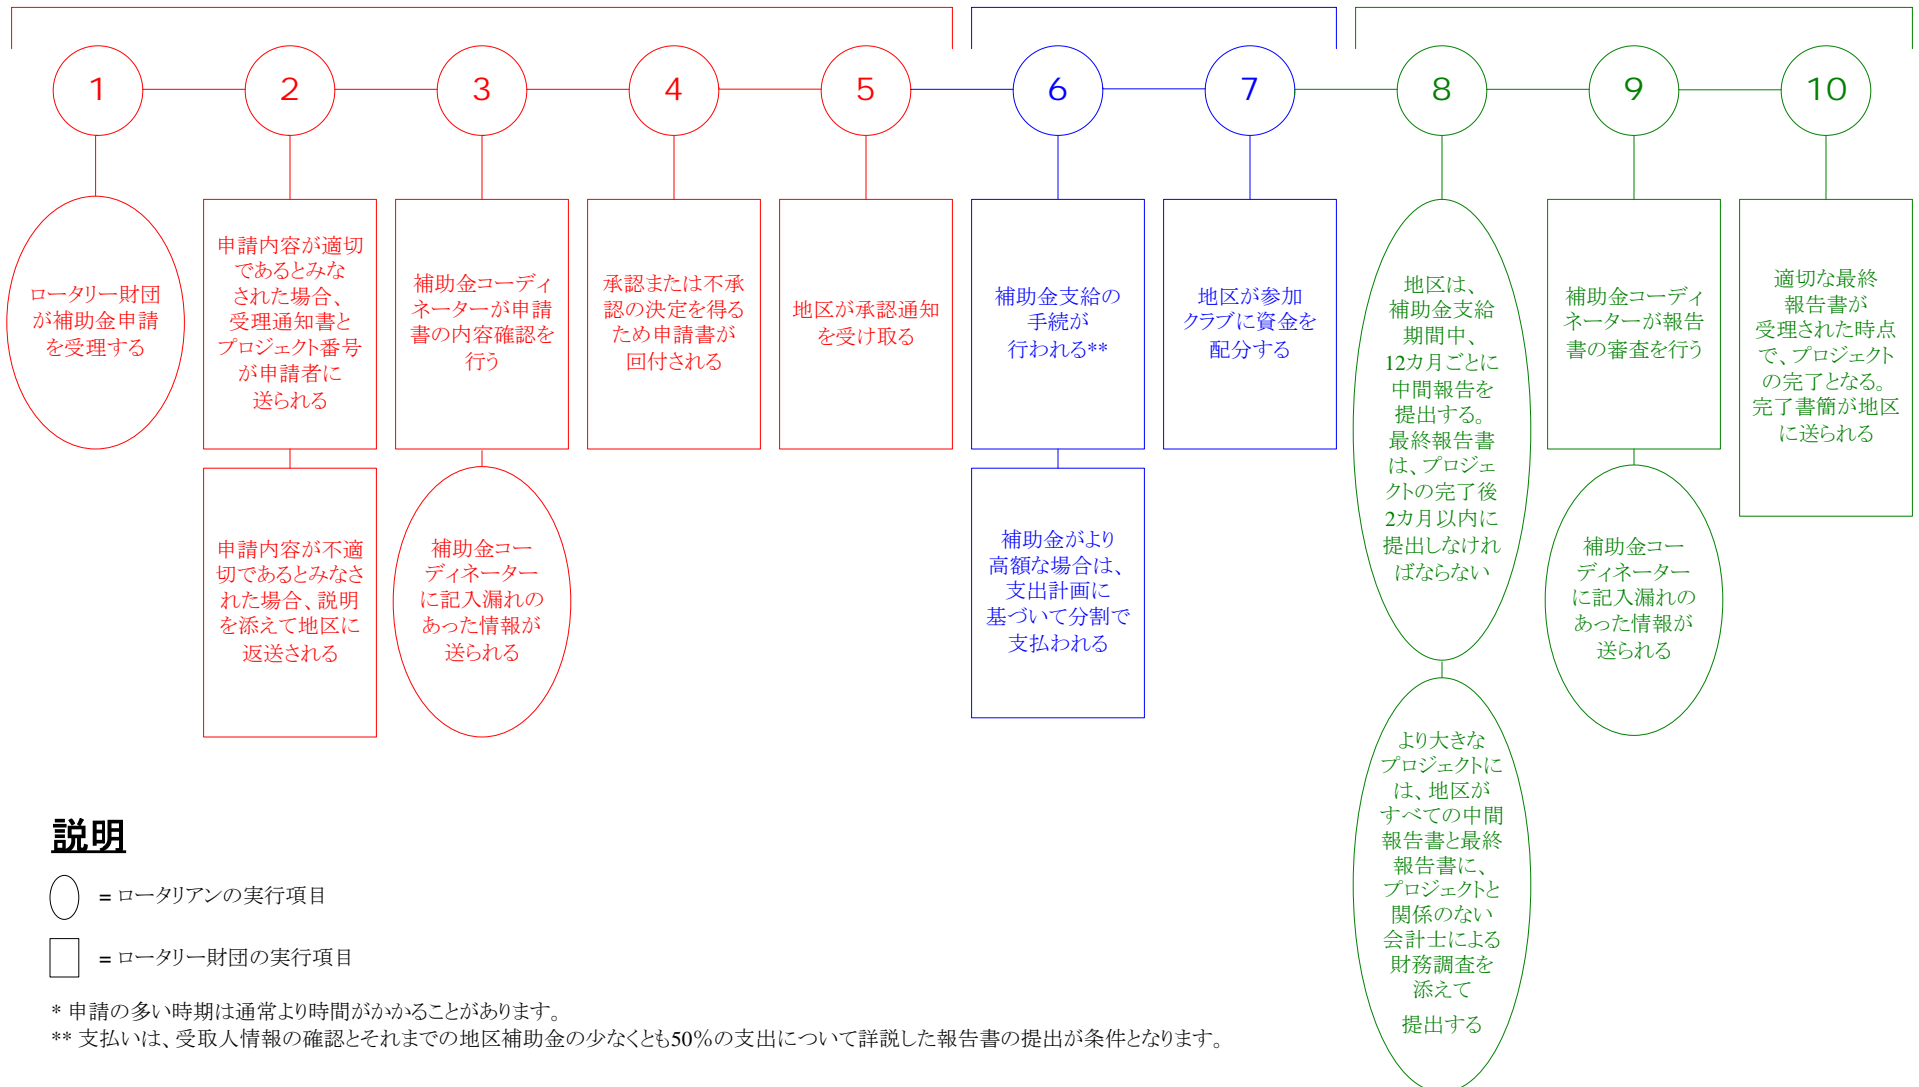 1
2
3
4
5
6
7
8
9
10
ロータリー財団
が補助金申請
を受理する
申請内容が適切
であるとみな
された場合、
受理通知書と
プロジェクト番号
が申請者に
送られる
申請内容が不適
切であるとみなさ
れた場合、説明
を添えて地区に
返送される
補助金コーディ
ネーターが申請
書の内容確認を
行う
補助金コー
ディネーター
に記入漏れの
あった情報が
送られる
承認または不承
認の決定を得る
ため申請書が
回付される
地区が承認通知
を受け取る
補助金支給の
手続が
行われる**
補助金がより
高額な場合は、
支出計画に
基づいて分割で
支払われる
地区が参加
クラブに資金を
配分する
地区は、
補助金支給
期間中、
12カ月ごとに
中間報告を
提出する。
最終報告書
は、プロジェ
クトの完了後
2カ月以内に
提出しなけれ
ばならない
より大きな
プロジェクトに
は、地区が
すべての中間
報告書と最終
報告書に、
プロジェクトと
関係のない
会計士による
財務調査を
添えて
提出する
補助金コーディ
ネーターが報告
書の審査を行う
補助金コー
ディネーター
に記入漏れの
あった情報が
送られる
適切な最終
報告書が
受理された時点
で、プロジェクト
の完了となる。
完了書簡が地区
に送られる
説明
= ロータリアンの実行項目
= ロータリー財団の実行項目
* 申請の多い時期は通常より時間がかかることがあります。
** 支払いは、受取人情報の確認とそれまでの地区補助金の少なくとも50％の支出について詳説した報告書の提出が条件となります。